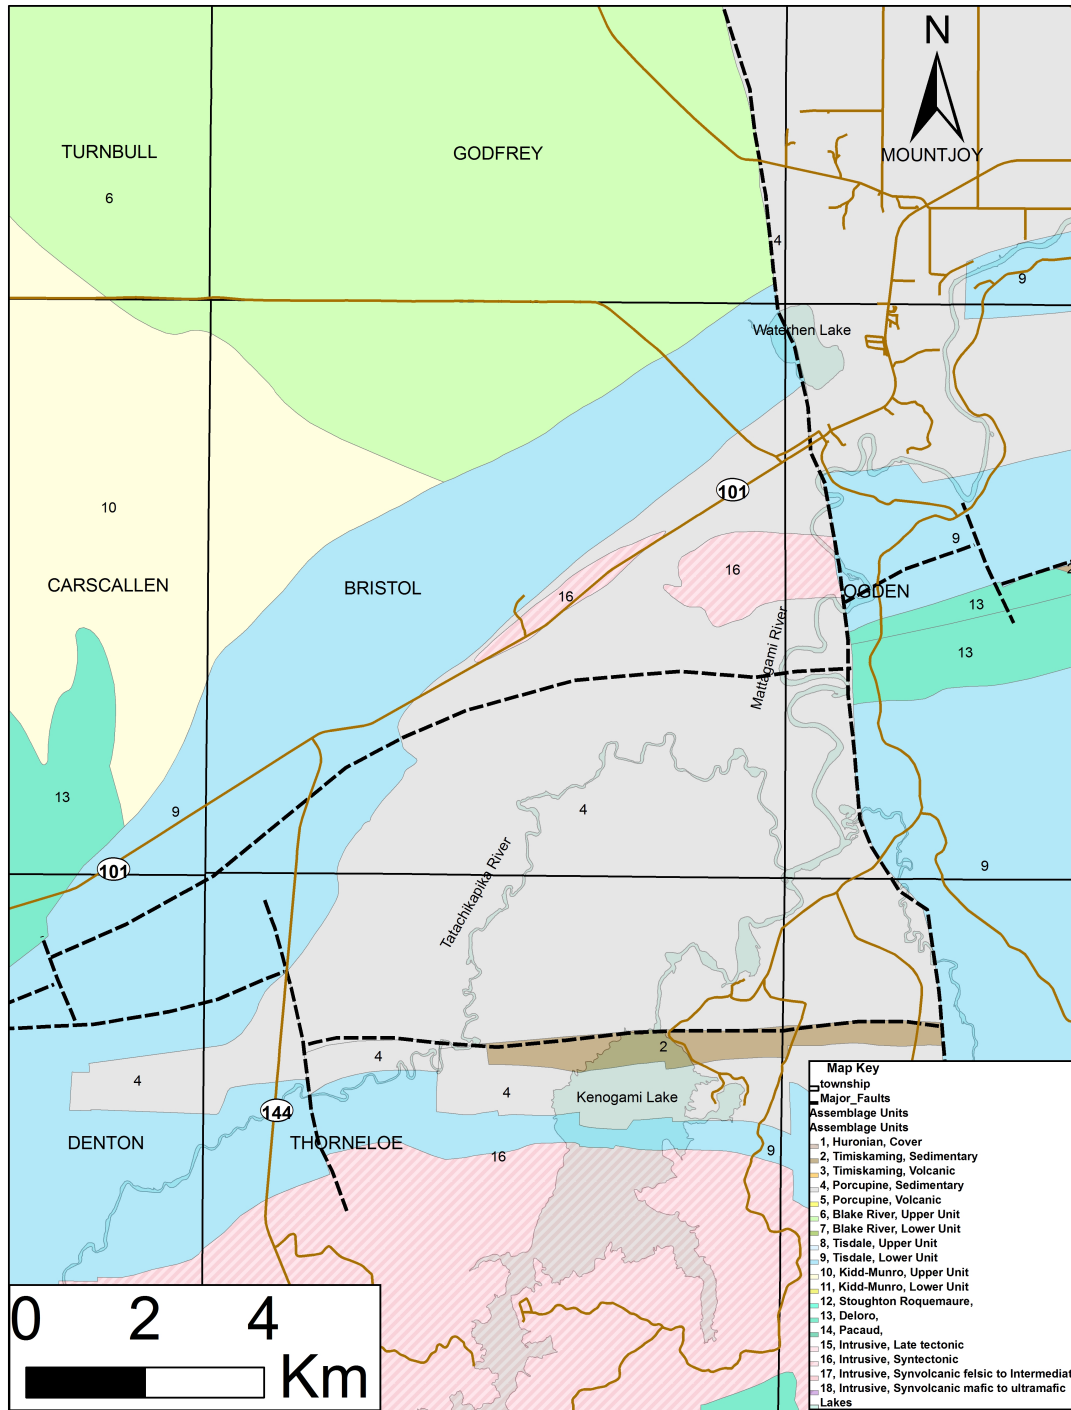 N
TURNBULL
GODFREY
MOUNTJOY
6
4
9
Waterhen Lake
101
10
9
CARSCALLEN
BRISTOL
16
16
OGDEN
2
13
13
Mattagami River
13
9
4
101
9
Tatachikapika River
2
4
4
4
Kenogami Lake
144
DENTON
THORNELOE
16
9
0 2 4
Km
Map Key
township
Major_Faults
Assemblage Units
Assemblage Units
1, Huronian, Cover
2, Timiskaming, Sedimentary
3, Timiskaming, Volcanic
4, Porcupine, Sedimentary
5, Porcupine, Volcanic
6, Blake River, Upper Unit
7, Blake River, Lower Unit
8, Tisdale, Upper Unit
9, Tisdale, Lower Unit
10, Kidd-Munro, Upper Unit
11, Kidd-Munro, Lower Unit
12, Stoughton Roquemaure,
13, Deloro,
14, Pacaud,
15, Intrusive, Late tectonic
16, Intrusive, Syntectonic
17, Intrusive, Synvolcanic felsic to Intermediat
18, Intrusive, Synvolcanic mafic to ultramafic
Lakes